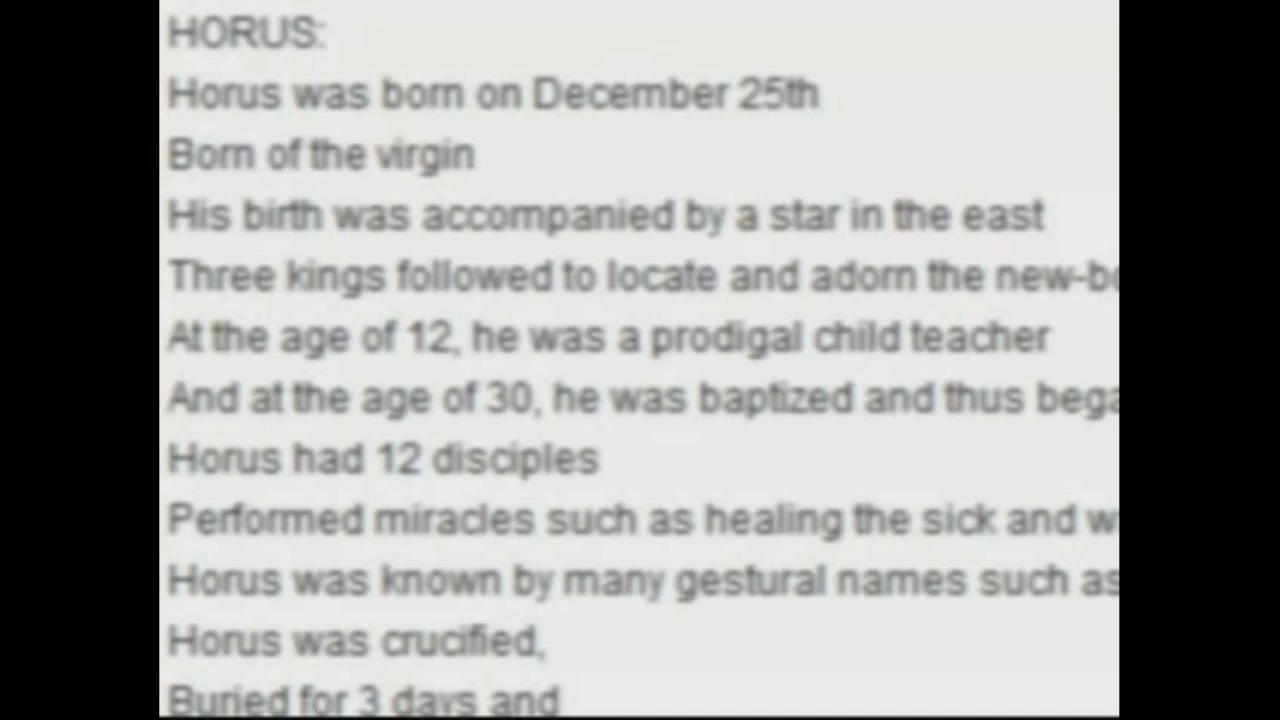 HORUS:
Horus was born on December 25th
Born of the virgin
His birth was accompanied by a star in the east
Three kings followed to locate and adorn the new-bo
At the age of 12, he was a prodigal child teacher
And at the age of 30, he was baptized and thus bega
Horus had 12 disciples
Performed miracles such as healing the sick and w
Horus was known by many gestural names such as
Horus was crucified,
Buried for 3 days and